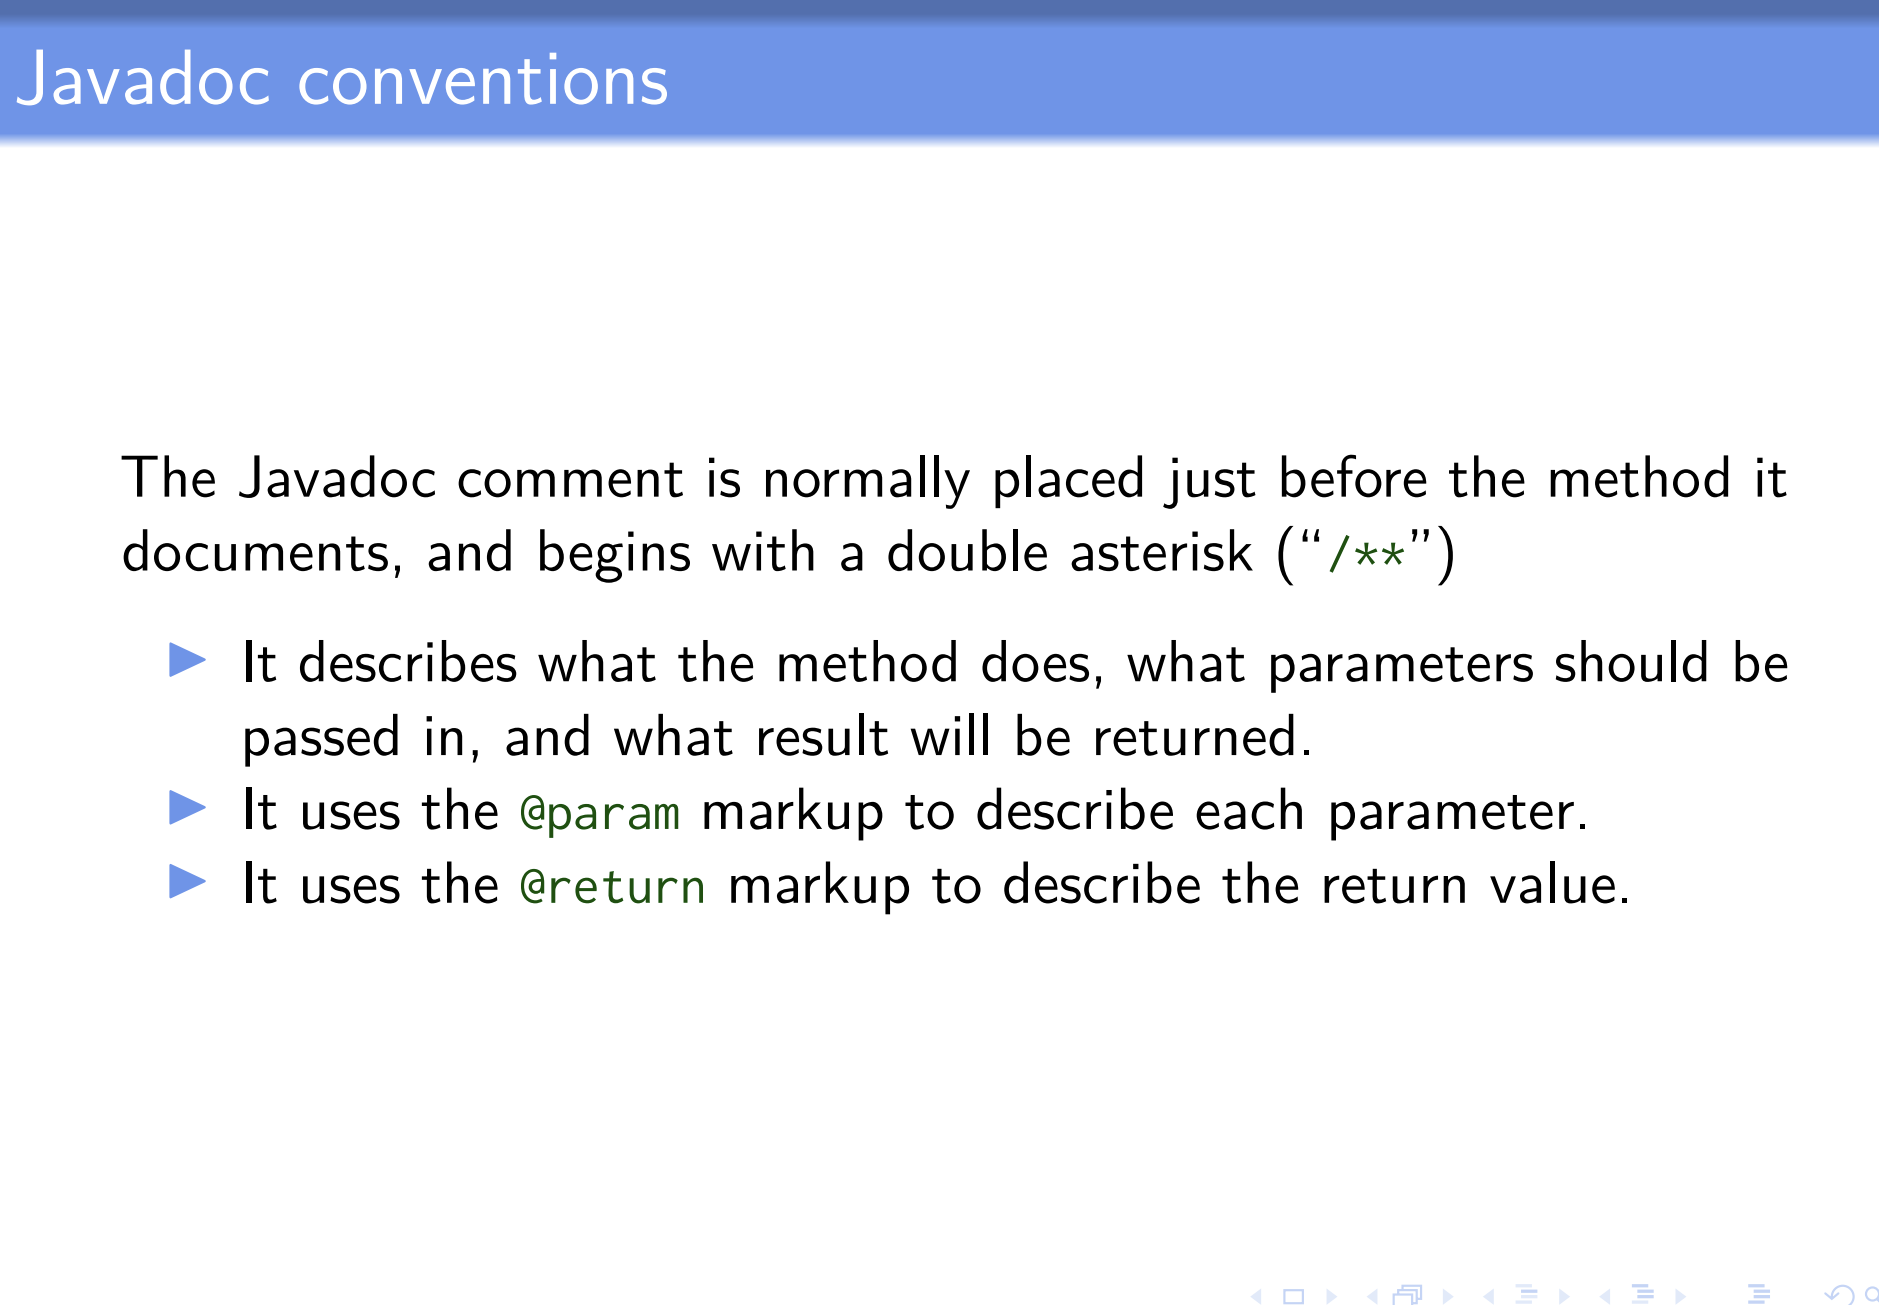 Javadoc conventions
The Javadoc comment is normally placed just before the method it
documents, and begins with a double asterisk (“/**”)
It describes what the method does, what parameters should be
passed in, and what result will be returned.
It uses the @param markup to describe each parameter.
It uses the @return markup to describe the return value.